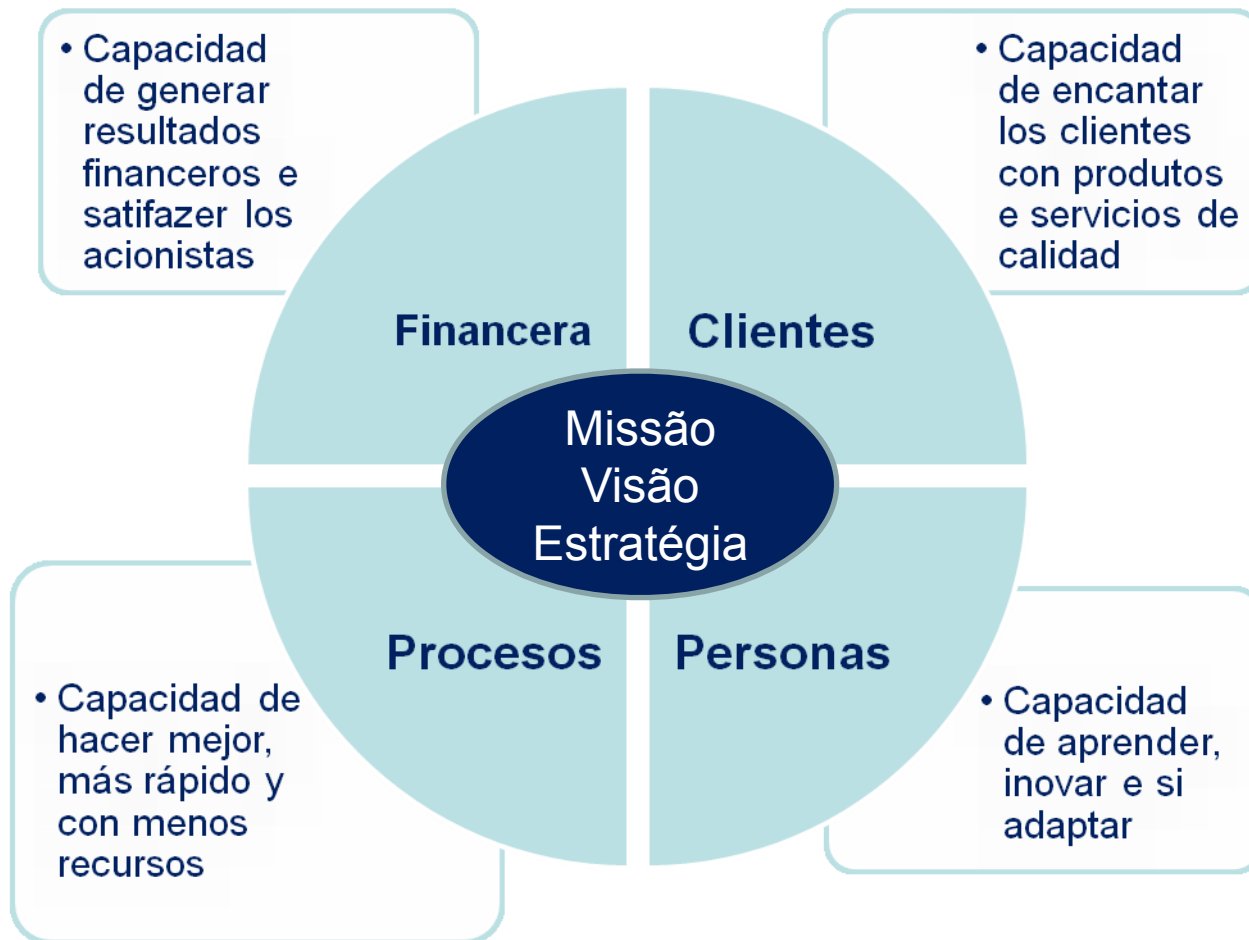 • Capacidad
de generar
resultados
financeros e
satifazer los
acionistas
• Capacidad
de encantar
los clientes
con produtos
e servicios de
calidad
Financera
Clientes
Missão
Visão
Estratégia
Procesos
Personas
• Capacidad de
hacer mejor,
más rápido y
con menos
recursos
• Capacidad
de aprender,
inovar e si
adaptar